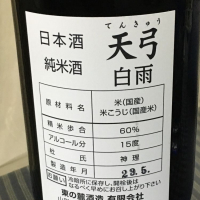 てんきゅう
日本酒 天弓
純米酒 白雨
原材料名 米(国産)
米こうじ(国産米)
精米歩合 60%
アルコール分 15度
杜氏 神理
製造年月 29.5.
お願い 冷暗所に保存し、開栓後は
なるべく早めにお召し上がり下さい。
東の麓酒造有限会社